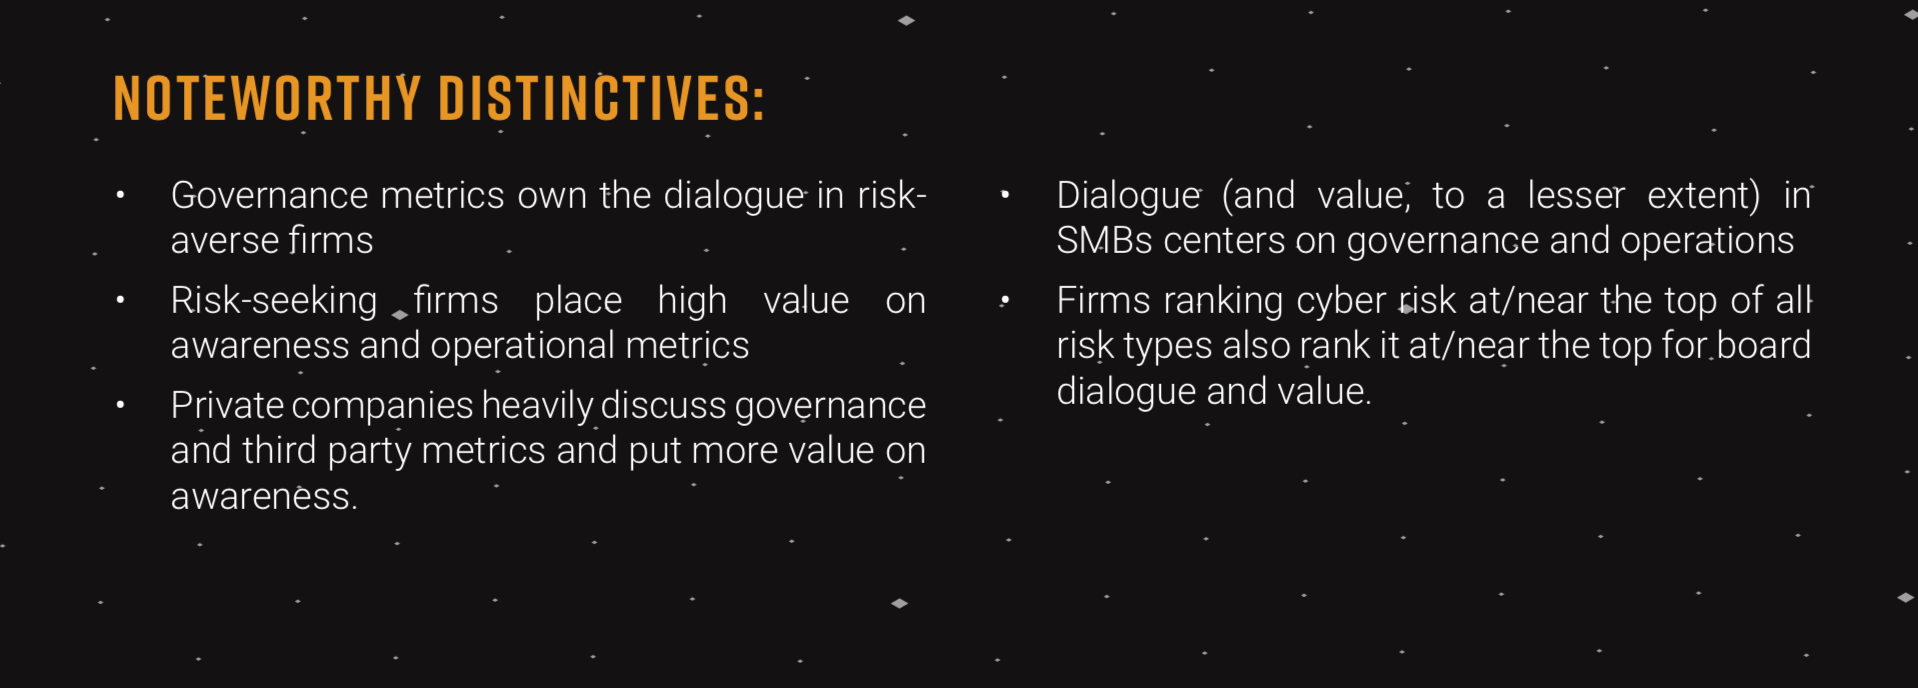 NOTEWORTHY DISTINCTIVES:
• Governance metrics own the dialogue in risk-
averse firms
• Risk-seeking firms place high value on
awareness and operational metrics
• Private companies heavily discuss governance
and third party metrics and put more value on
awareness.
• Dialogue (and value, to a lesser extent) in
SMBs centers on governance and operations
• Firms ranking cyber risk at/near the top of all
risk types also rank it at/near the top for board
dialogue and value.